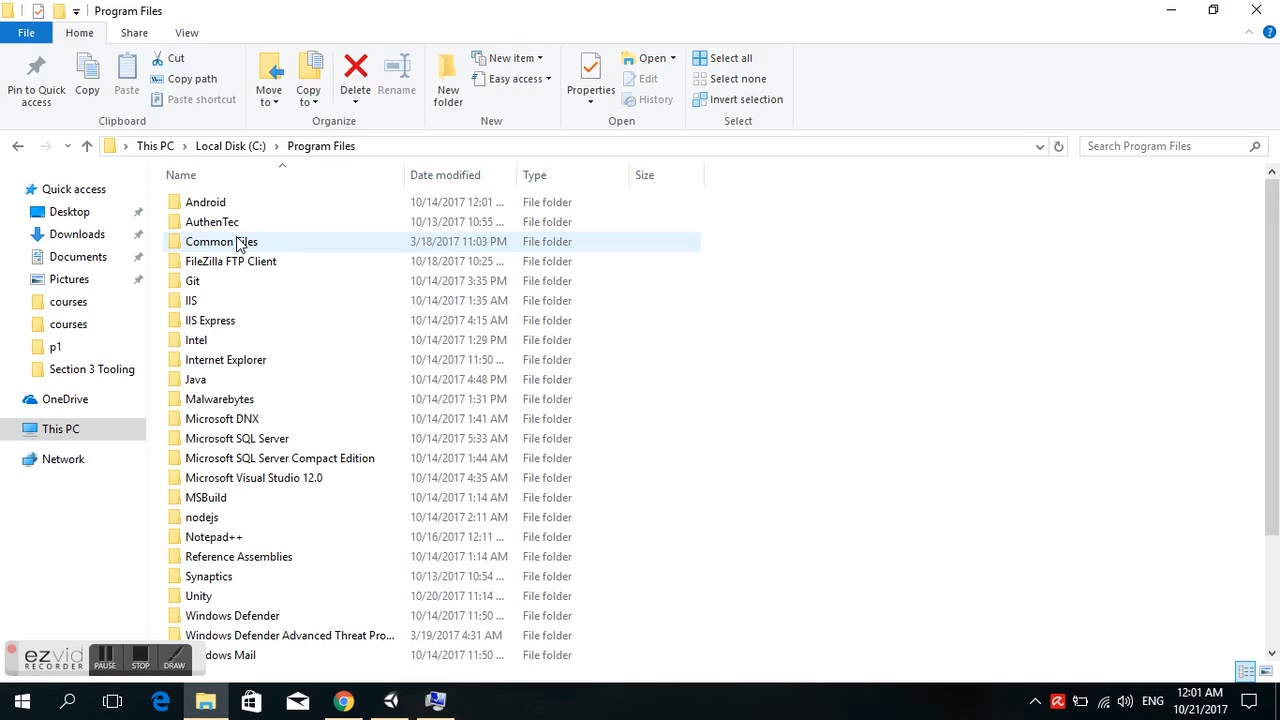 Program Files
File Home Share View
Pin to Quick access
Copy
Paste
Cut
Copy path
Paste shortcut
Clipboard
Move to
Copy to
Delete
Rename
Organize
New folder
New item
Easy access
New
Properties
Open
Edit
History
Open
Select all
Select none
Invert selection
Select
This PC > Local Disk (C:) > Program Files
Search Program Files
Quick access
Desktop
Downloads
Documents
Pictures
courses
courses
p1
Section 3 Tooling
OneDrive
This PC
Network
Name Date modified Type Size
Android 10/14/2017 12:01 ... File folder
AuthenTec 10/13/2017 10:55 ... File folder
Common Files 3/18/2017 11:03 PM File folder
FileZilla FTP Client 10/18/2017 10:25 ... File folder
Git 10/14/2017 3:35 PM File folder
IIS 10/14/2017 1:35 AM File folder
IIS Express 10/14/2017 4:15 AM File folder
Intel 10/14/2017 1:29 PM File folder
Internet Explorer 10/14/2017 11:50 ... File folder
Java 10/14/2017 4:48 PM File folder
Malwarebytes 10/14/2017 1:31 PM File folder
Microsoft DNX 10/14/2017 1:41 AM File folder
Microsoft SQL Server 10/14/2017 5:33 AM File folder
Microsoft SQL Server Compact Edition 10/14/2017 1:44 AM File folder
Microsoft Visual Studio 12.0 10/14/2017 4:35 AM File folder
MSBuild 10/14/2017 1:14 AM File folder
nodejs 10/14/2017 2:11 AM File folder
Notepad++ 10/16/2017 12:11 ... File folder
Reference Assemblies 10/14/2017 1:14 AM File folder
Synaptics 10/13/2017 10:54 ... File folder
Unity 10/20/2017 11:14 ... File folder
Windows Defender 10/14/2017 11:50 ... File folder
Windows Defender Advanced Threat Pro... 3/19/2017 4:31 AM File folder
Mail 10/14/2017 11:50 ... File folder
ezvid
RECORDER
PAUSE STOP DRAW
ENG
12:01 AM
10/21/2017